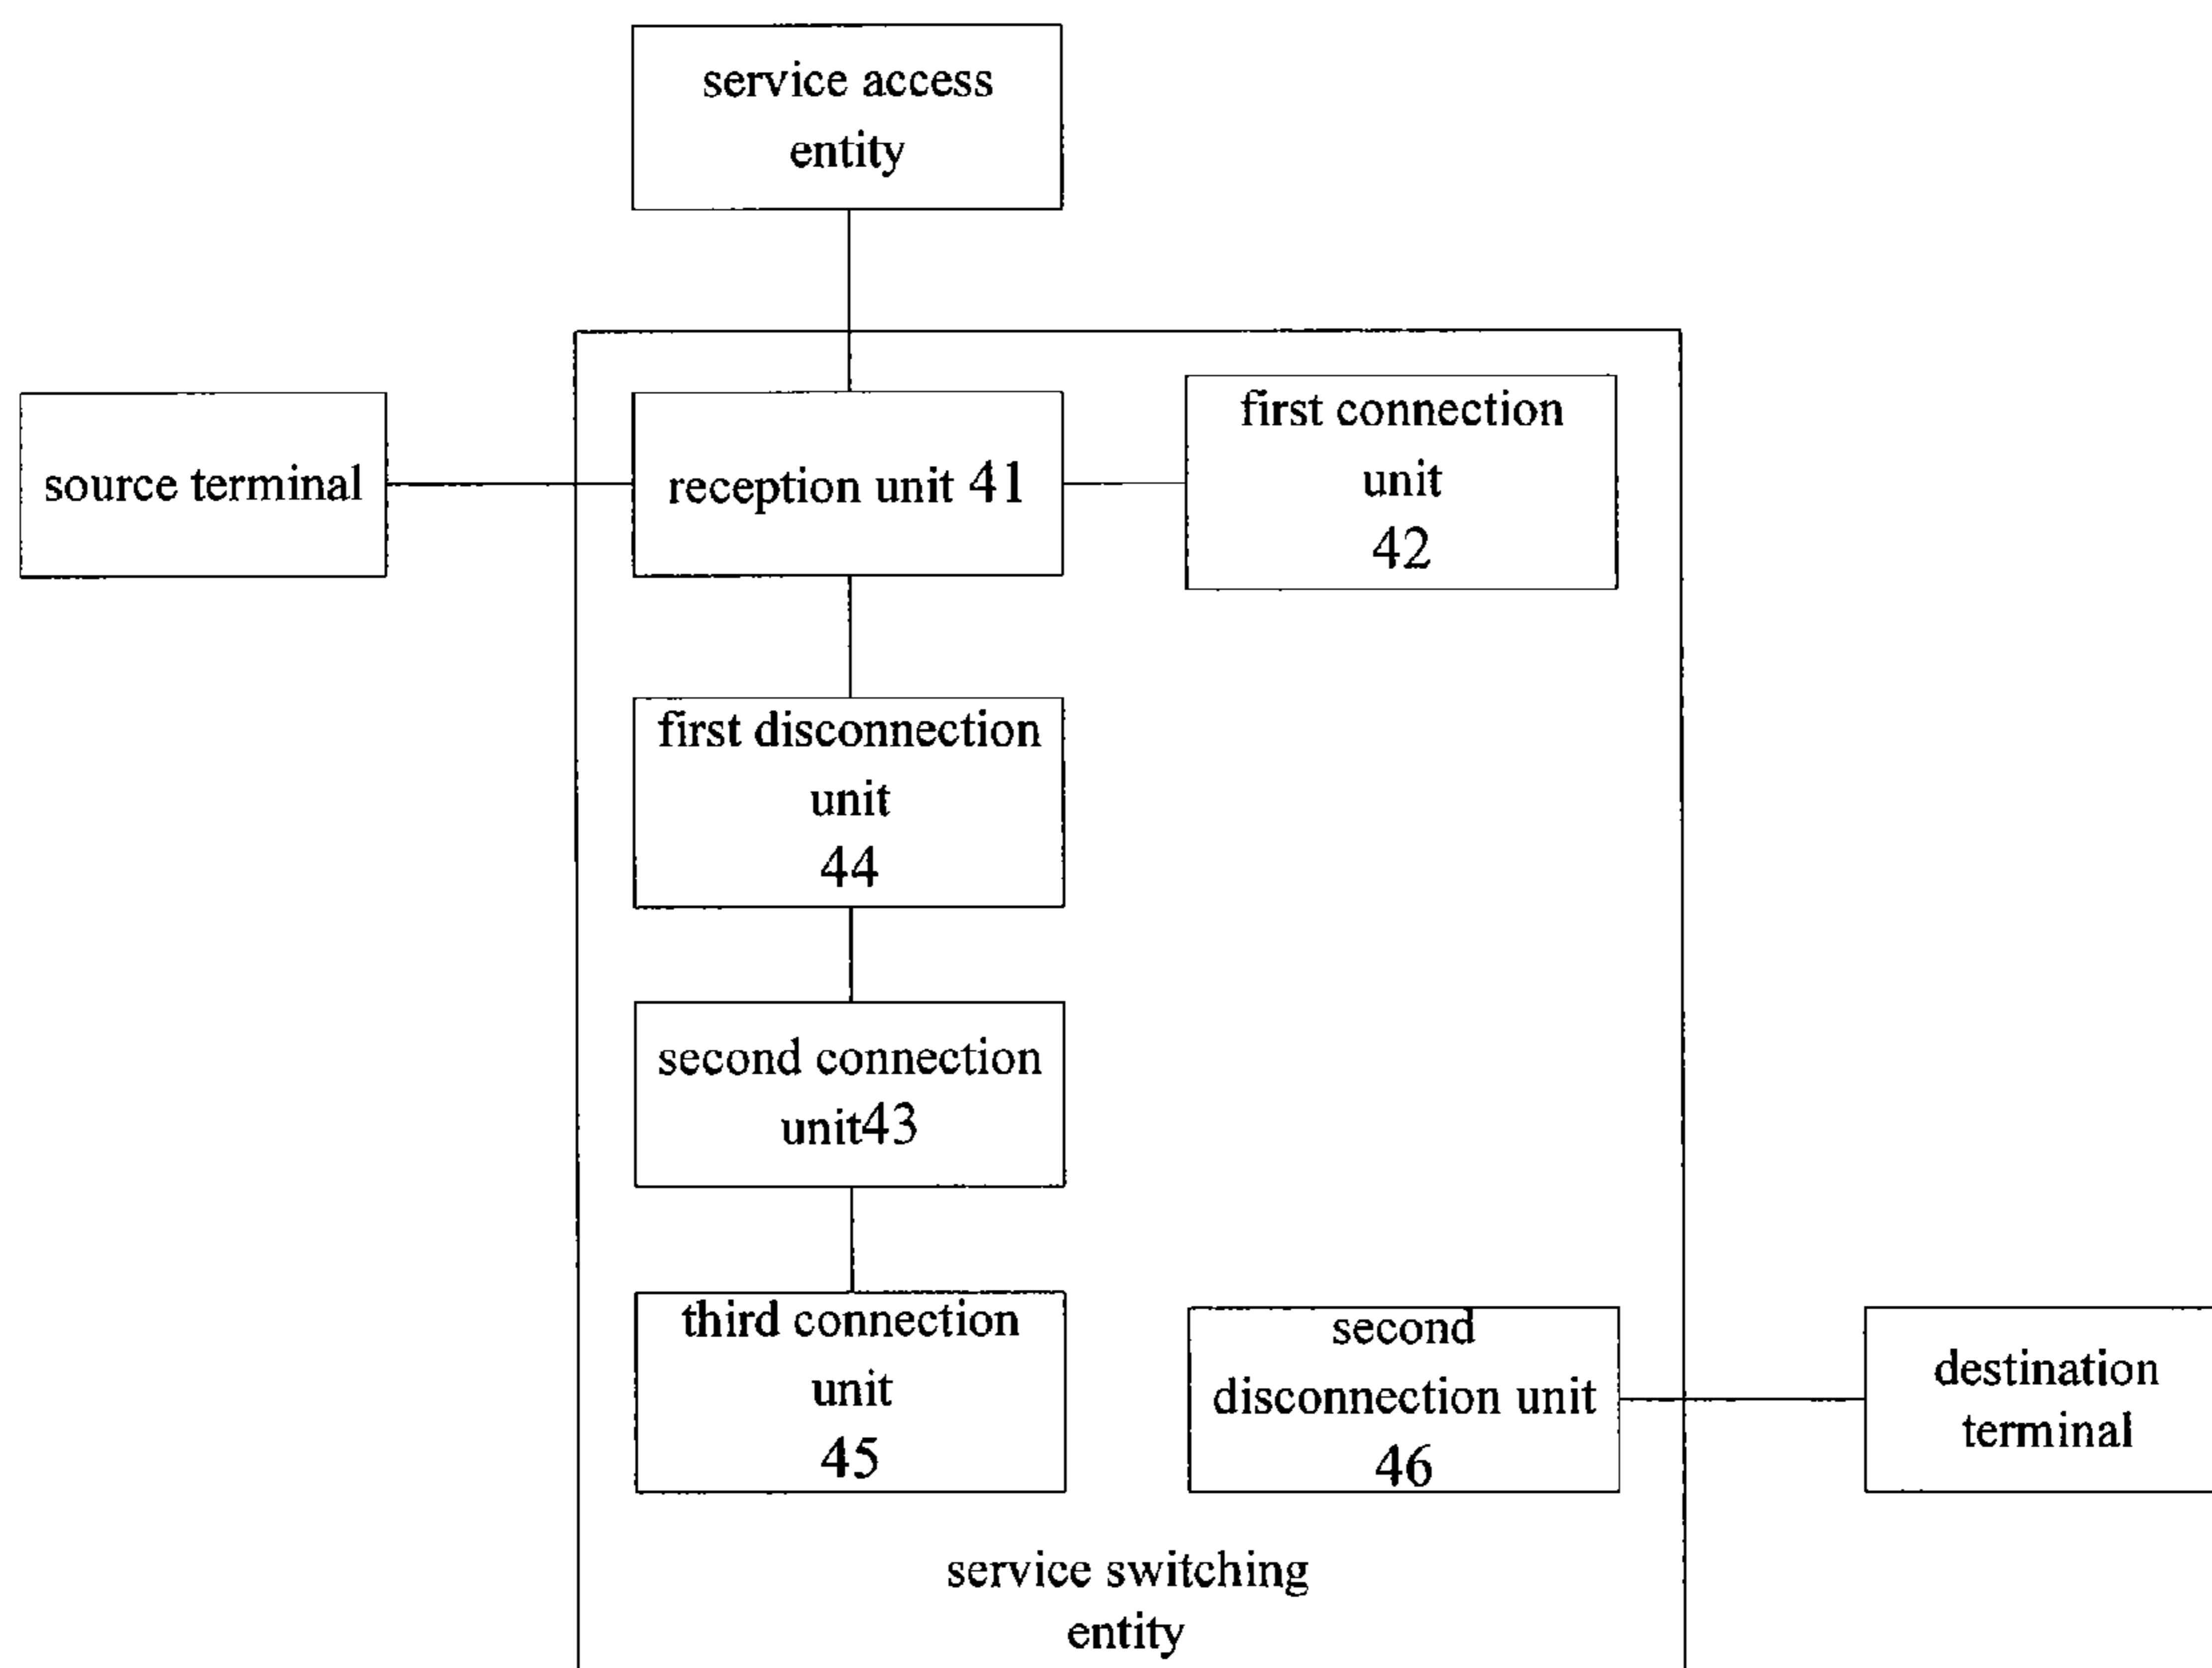 service access
entity
source terminal
reception unit 41
first connection
unit
42
first disconnection
unit
44
second connection
unit43
third connection
unit
45
second
disconnection unit
46
destination
terminal
service switching
entity